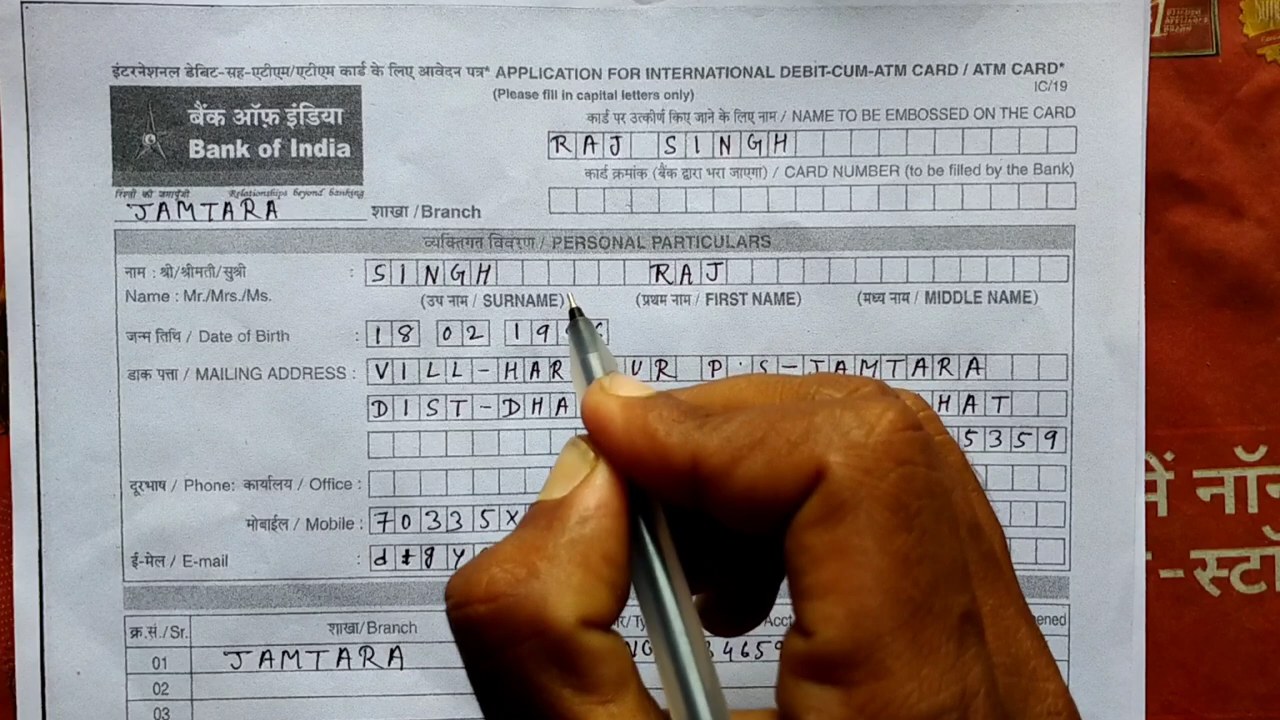 इंटरनेशनल डेबिट-सह-एटीएम/एटीएम कार्ड के लिए आवेदन पत्र* APPLICATION FOR INTERNATIONAL DEBIT-CUM-ATM CARD / ATM CARD*
(Please fill in capital letters only) IC/19
बैंक ऑफ़ इंडिया
Bank of India
Relationships beyond banking
कार्ड पर उत्कीर्ण किए जाने के लिए नाम / NAME TO BE EMBOSSED ON THE CARD
RAJ SINGH
कार्ड क्रमांक (बैंक द्वारा भरा जाएगा) / CARD NUMBER (to be filled by the Bank)
JAMTARA शाखा /Branch
व्यक्तिगत विवरण / PERSONAL PARTICULARS
नाम : श्री/श्रीमती/सुश्री : SINGH RAJ
Name : Mr./Mrs./Ms. (उप नाम / SURNAME) (प्रथम नाम / FIRST NAME) (मध्य नाम / MIDDLE NAME)
जन्म तिथि / Date of Birth : 18 02 19
डाक पत्ता / MAILING ADDRESS : VILL-HAR UR P.S-JAMTARA
DIST-DHA HAT
5359
दूरभाष / Phone: कार्यालय / Office :
मोबाईल / Mobile : 70335X
ई-मेल / E-mail :
क्र.सं./Sr. शाखा/Branch Acct
01 JAMTARA 34659
02
03
में नॉन
-स्टॉ